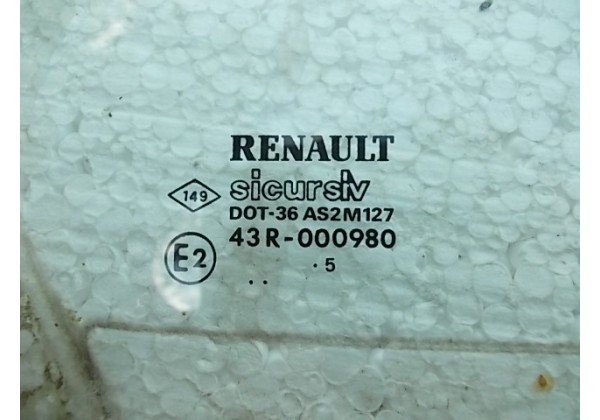 RENAULT
149 sicursiv
DOT-36 AS2M127
E2 43R-000980
. 5
..